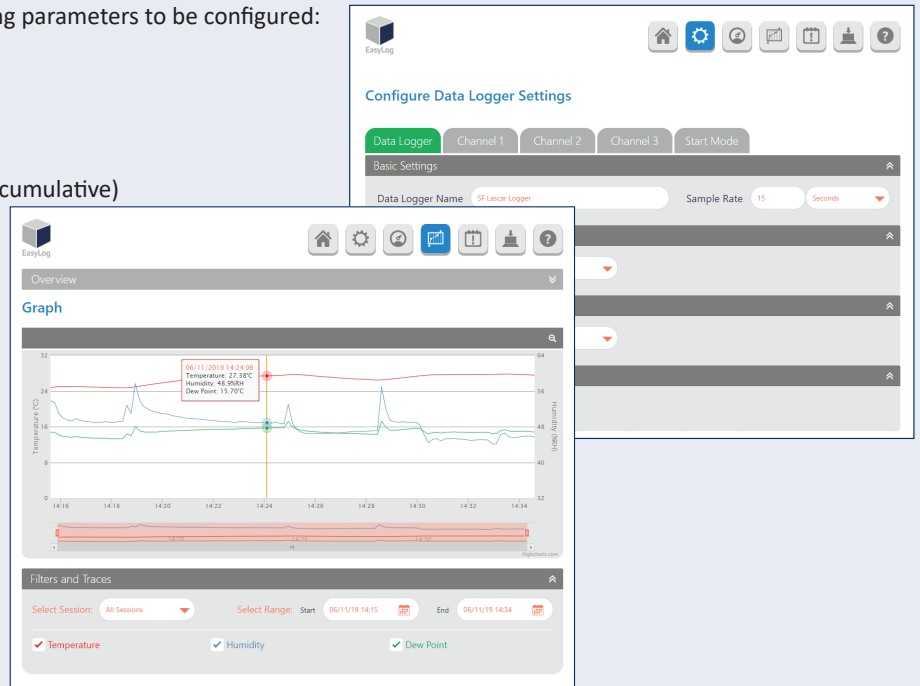 ng parameters to be configured:
cumulative)
EasyLog
Configure Data Logger Settings
Data Logger
Channel 1
Channel 2
Channel 3
Start Mode
Basic Settings
Data Logger Name
SF Lascar Logger
Sample Rate
15
Seconds
EasyLog
Overview
Graph
06/11/2019 14:24:06
Temperature: 27.38°C
Humidity: 48.9%RH
Dew Point: 15.70°C
Temperature (°C)
32
24
16
8
0
64
56
48
40
32
Humidity (%RH)
14:16
14:18
14:20
14:22
14:24
14:26
14:28
14:30
14:32
14:34
Highcharts.com
Filters and Traces
Select Session:
All Sessions
Select Range:
Start
06/11/19 14:15
End
06/11/19 14:34
Temperature
Humidity
Dew Point